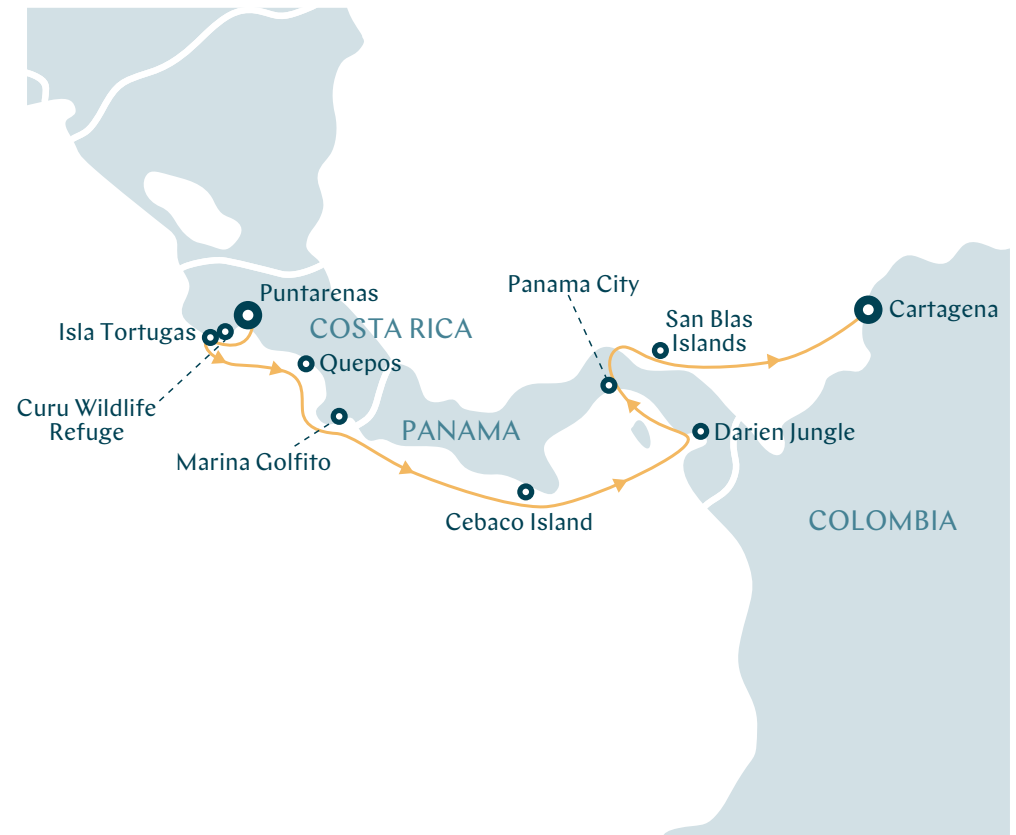 Panama City
Puntarenas
San Blas
Islands
Cartagena
Isla Tortugas
COSTA RICA
Quepos
Curu Wildlife
Refuge
PANAMA
Darien Jungle
Marina Golfito
Cebaco Island
COLOMBIA